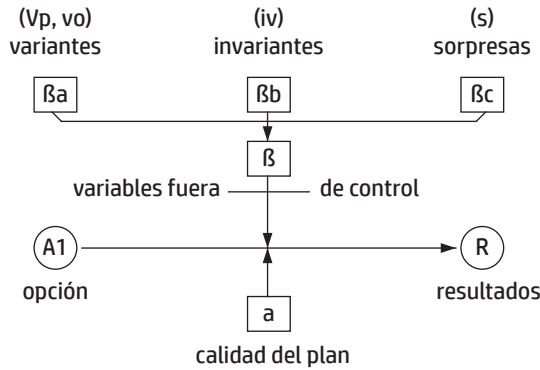 (Vp, vo) (iv) (s)
variantes invariantes sorpresas
ßa ßb ßc
ß
variables fuera de control
A1 R
opción resultados
a
calidad del plan